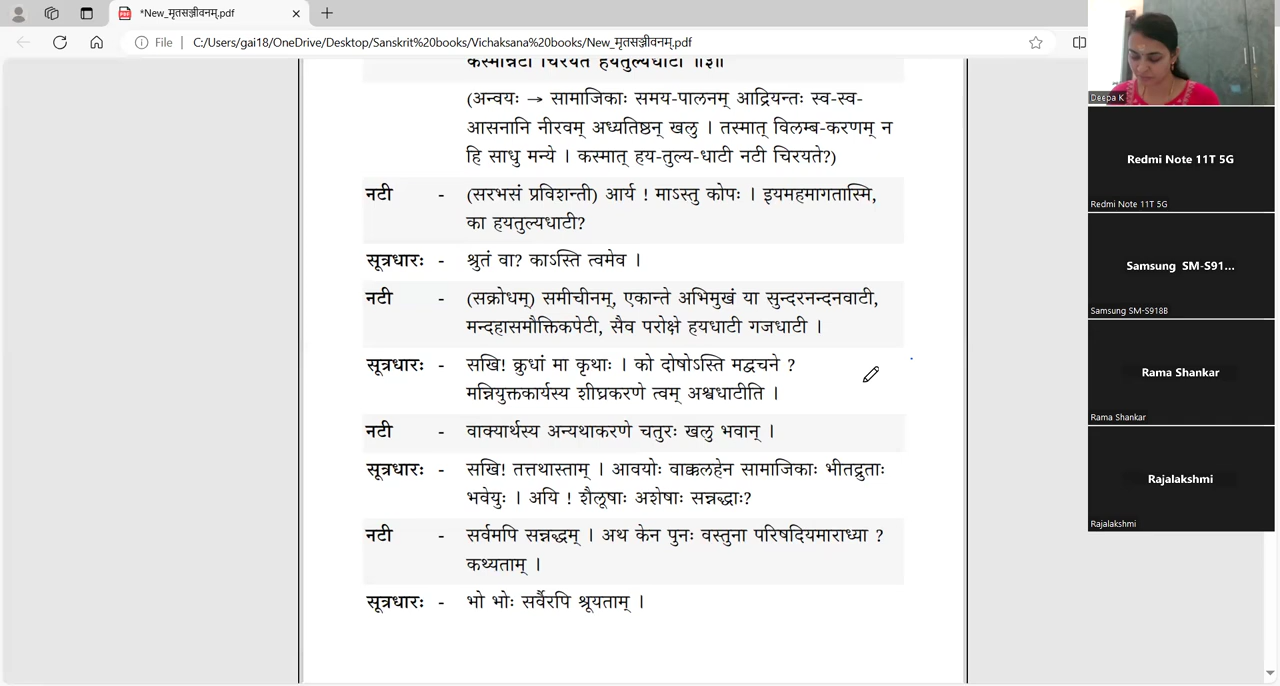 *New_मृतसञ्जीवनम्.pdf
File C:/Users/gai18/OneDrive/Desktop/Sanskrit%20books/Vichaksana%20books/New_मृतसञ्जीवनम्.pdf
कस्मान्नटी चिरयते हयतुल्यधाटी ॥३॥
(अन्वयः → सामाजिकाः समय-पालनम् आद्रियन्तः स्व-स्व-
आसनानि नीरवम् अध्यतिष्ठन् खलु । तस्मात् विलम्ब-करणम् न
हि साधु मन्ये । कस्मात् हय-तुल्य-धाटी नटी चिरयते?)
नटी - (सरभसं प्रविशन्ती) आर्य ! माऽस्तु कोपः । इयमहमागतास्मि,
का हयतुल्यधाटी?
सूत्रधारः - श्रुतं वा? काऽस्ति त्वमेव ।
नटी - (सक्रोधम्) समीचीनम्, एकान्ते अभिमुखं या सुन्दरनन्दनवाटी,
मन्दहासमौक्तिकपेटी, सैव परोक्षे हयधाटी गजधाटी ।
सूत्रधारः - सखि! क्रुधां मा कृथाः । को दोषोऽस्ति मद्वचने ?
मन्नियुक्तकार्यस्य शीघ्रकरणे त्वम् अश्वधाटीति ।
नटी - वाक्यार्थस्य अन्यथाकरणे चतुरः खलु भवान् ।
सूत्रधारः - सखि! तत्तथास्ताम् । आवयोः वाक्कलहेन सामाजिकाः भीतद्रुताः
भवेयुः । अयि ! शैलूषाः अशेषाः सन्नद्धाः?
नटी - सर्वमपि सन्नद्धम् । अथ केन पुनः वस्तुना परिषदियमाराध्या ?
कथ्यताम् ।
सूत्रधारः - भो भोः सर्वैरपि श्रूयताम् ।
Deepa K
Redmi Note 11T 5G
Redmi Note 11T 5G
Samsung SM-S91...
Samsung SM-S918B
Rama Shankar
Rama Shankar
Rajalakshmi
Rajalakshmi